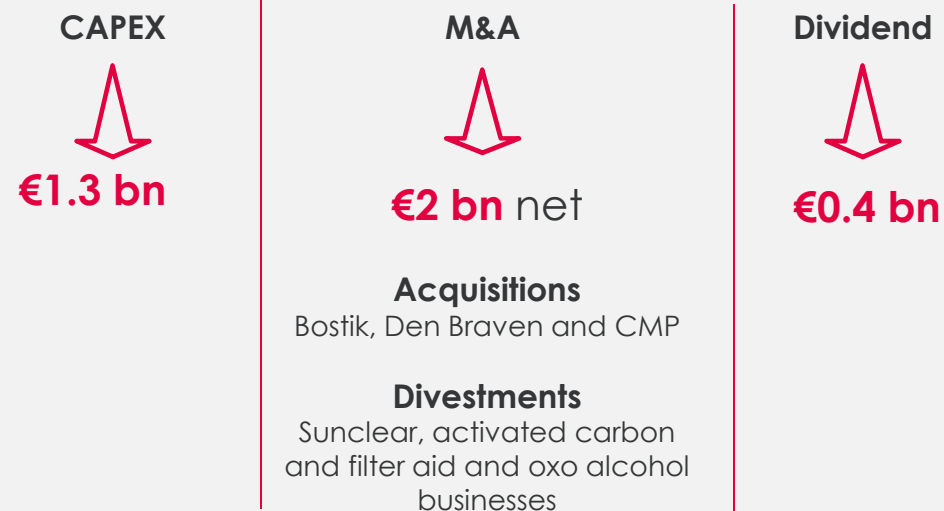 CAPEX
€1.3 bn
M&A
€2 bn net
Acquisitions
Bostik, Den Braven and CMP
Divestments
Sunclear, activated carbon
and filter aid and oxo alcohol
businesses
Dividend
€0.4 bn